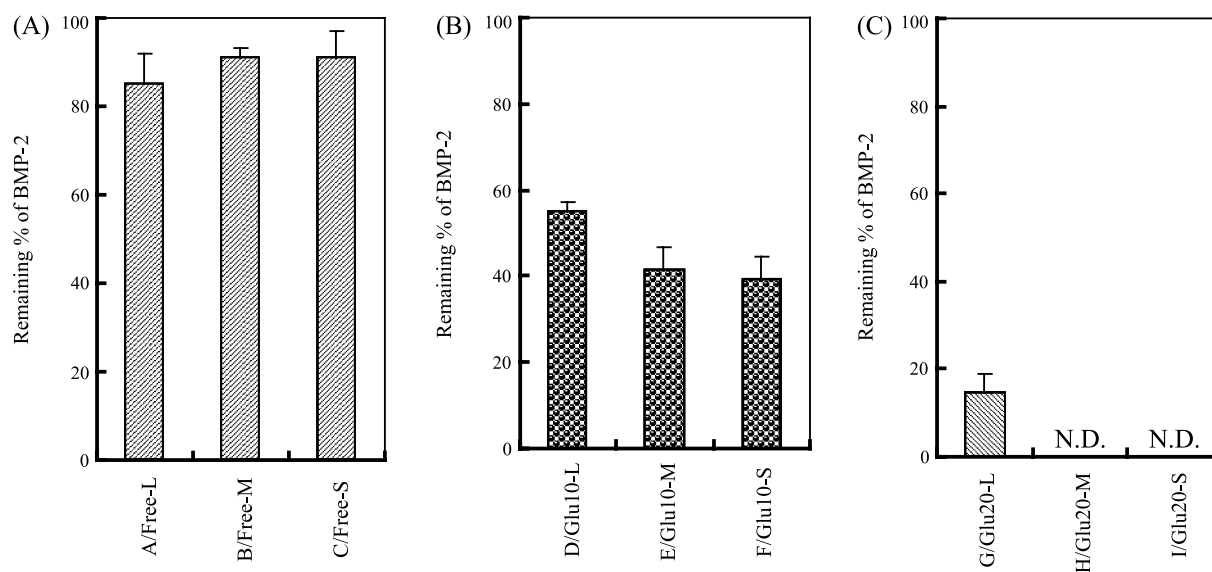 (A)
Remaining % of BMP-2
100
80
60
40
20
0
A/Free-L
B/Free-M
C/Free-S
(B)
Remaining % of BMP-2
100
80
60
40
20
0
D/Glu10-L
E/Glu10-M
F/Glu10-S
(C)
Remaining % of BMP-2
100
80
60
40
20
0
N.D.
N.D.
G/Glu20-L
H/Glu20-M
I/Glu20-S